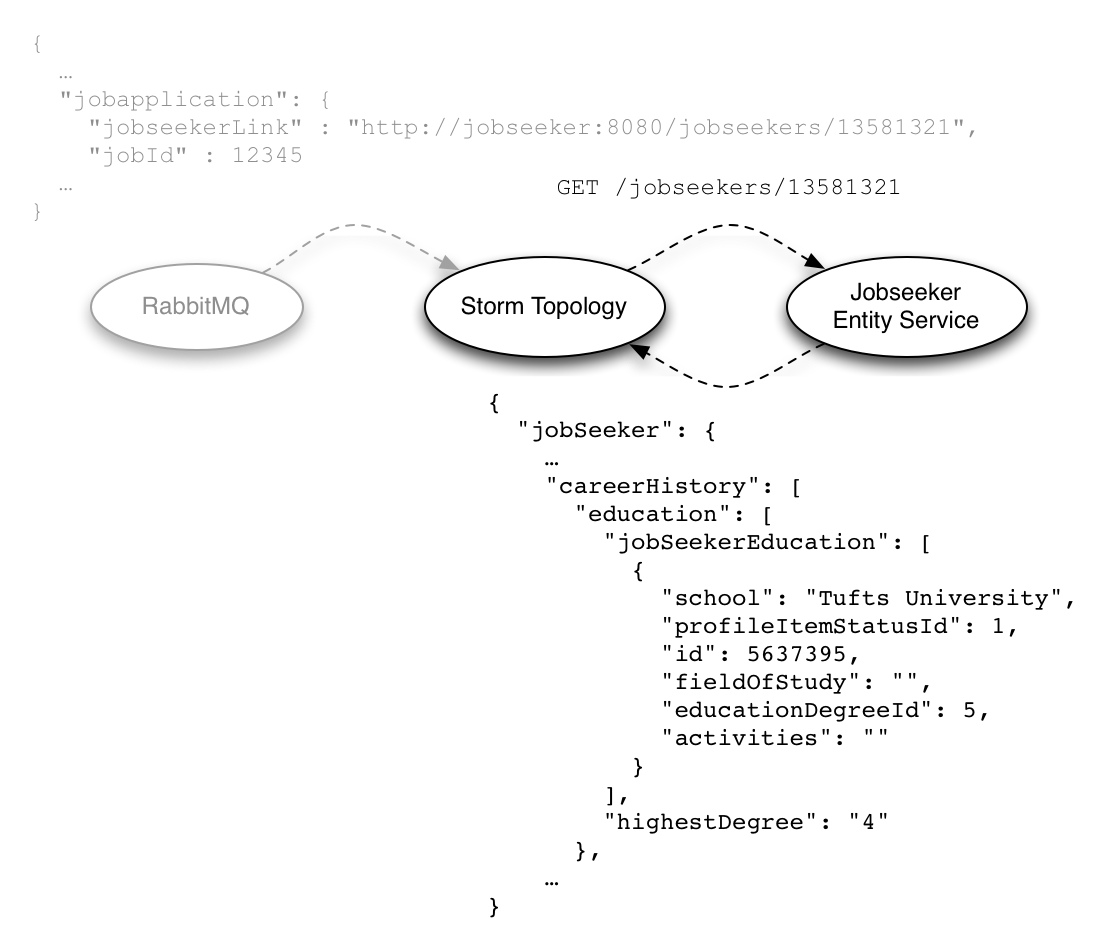 {
…
"jobapplication": {
"jobseekerLink" : "http://jobseeker:8080/jobseekers/13581321",
"jobId" : 12345
…
}
GET /jobseekers/13581321
RabbitMQ
Storm Topology
Jobseeker
Entity Service
{
"jobSeeker": {
…
"careerHistory": [
"education": [
"jobSeekerEducation": [
{
"school": "Tufts University",
"profileItemStatusId": 1,
"id": 5637395,
"fieldOfStudy": "",
"educationDegreeId": 5,
"activities": ""
}
],
"highestDegree": "4"
},
…
}